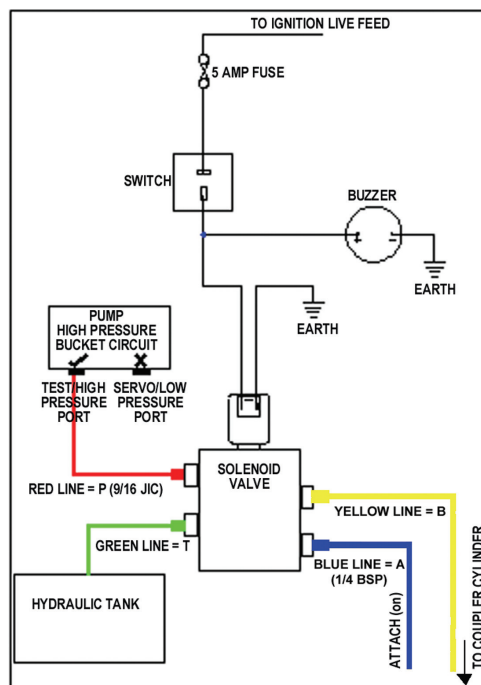 TO IGNITION LIVE FEED
5 AMP FUSE
SWITCH
BUZZER
EARTH
EARTH
PUMP
HIGH PRESSURE
BUCKET CIRCUIT
TEST/HIGH
PRESSURE
PORT
SERVO/LOW
PRESSURE
PORT
SOLENOID
VALVE
RED LINE = P (9/16 JIC)
YELLOW LINE = B
GREEN LINE = T
BLUE LINE = A
(1/4 BSP)
HYDRAULIC TANK
ATTACH (on)
TO COUPLER CYLINDER